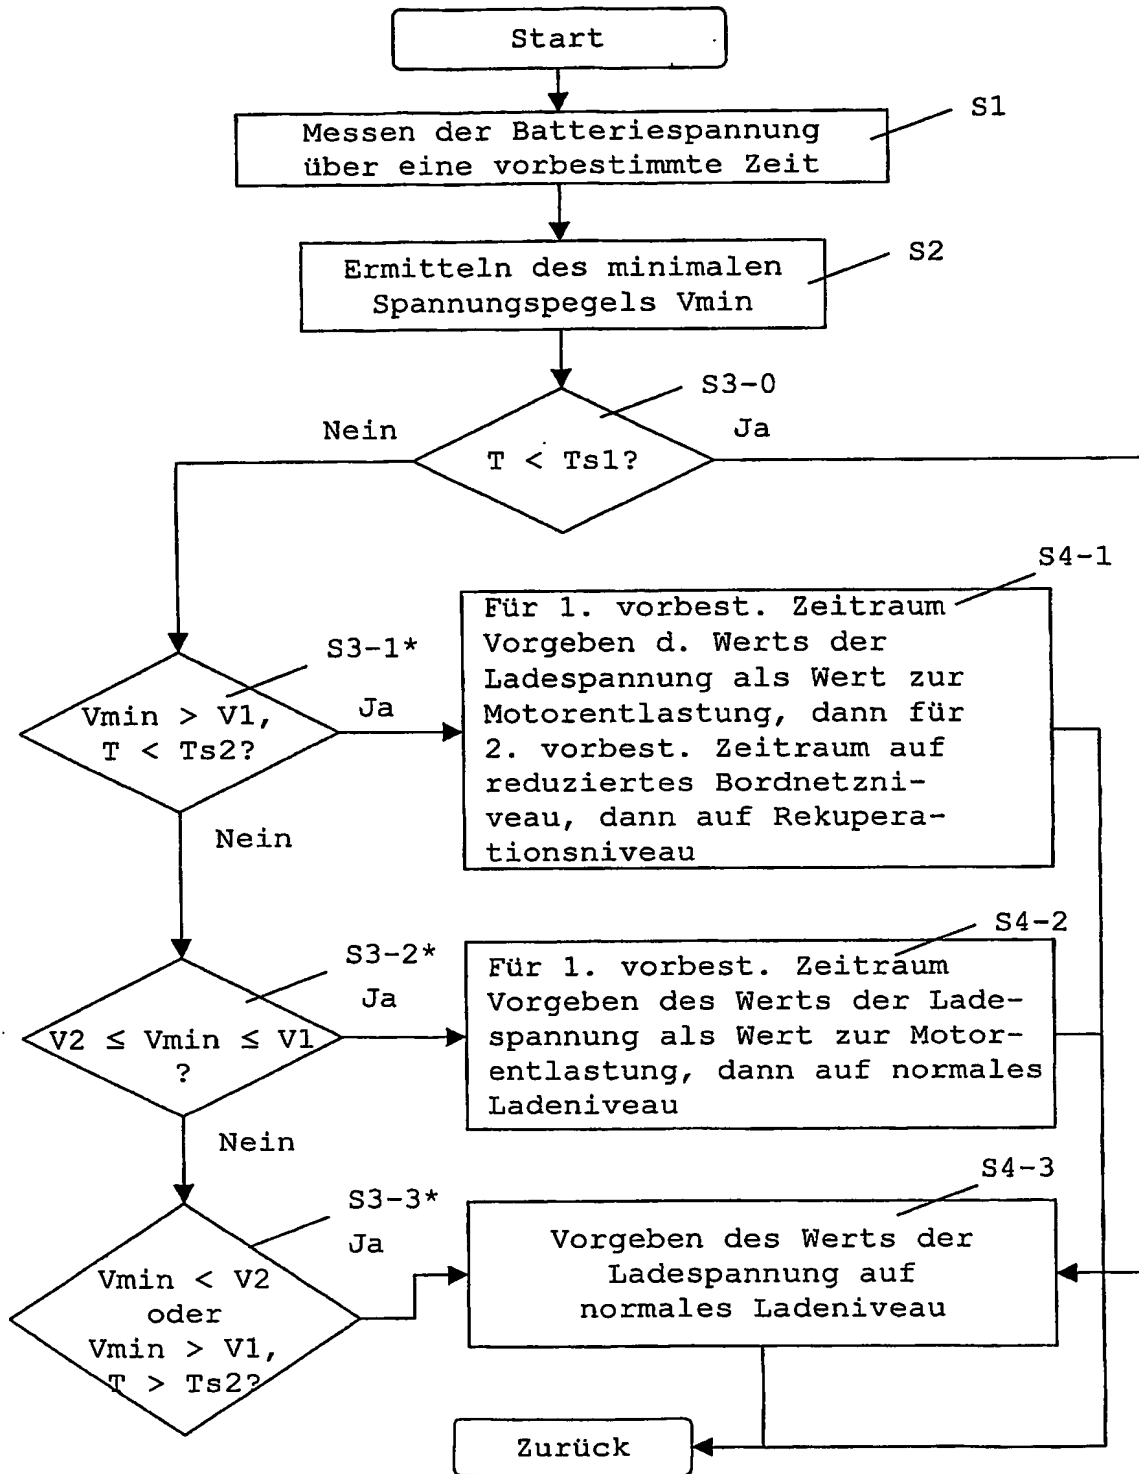 Start
S1
Messen der Batteriespannung
über eine vorbestimmte Zeit
S2
Ermitteln des minimalen
Spannungspegels Vmin
S3-0
Nein
Ja
T < Ts1?
S4-1
Für 1. vorbest. Zeitraum
Vorgeben d. Werts der
Ladespannung als Wert zur
Motorentlastung, dann für
2. vorbest. Zeitraum auf
reduziertes Bordnetzni-
veau, dann auf Rekupera-
tionsniveau
S3-1*
Vmin > V1,
T < Ts2?
Ja
Nein
S4-2
Für 1. vorbest. Zeitraum
Vorgeben des Werts der Lade-
spannung als Wert zur Motor-
entlastung, dann auf normales
Ladeniveau
S3-2*
Ja
V2 ≤ Vmin ≤ V1
?
Nein
S4-3
Vorgeben des Werts der
Ladespannung auf
normales Ladeniveau
S3-3*
Ja
Vmin < V2
oder
Vmin > V1,
T > Ts2?
Zurück